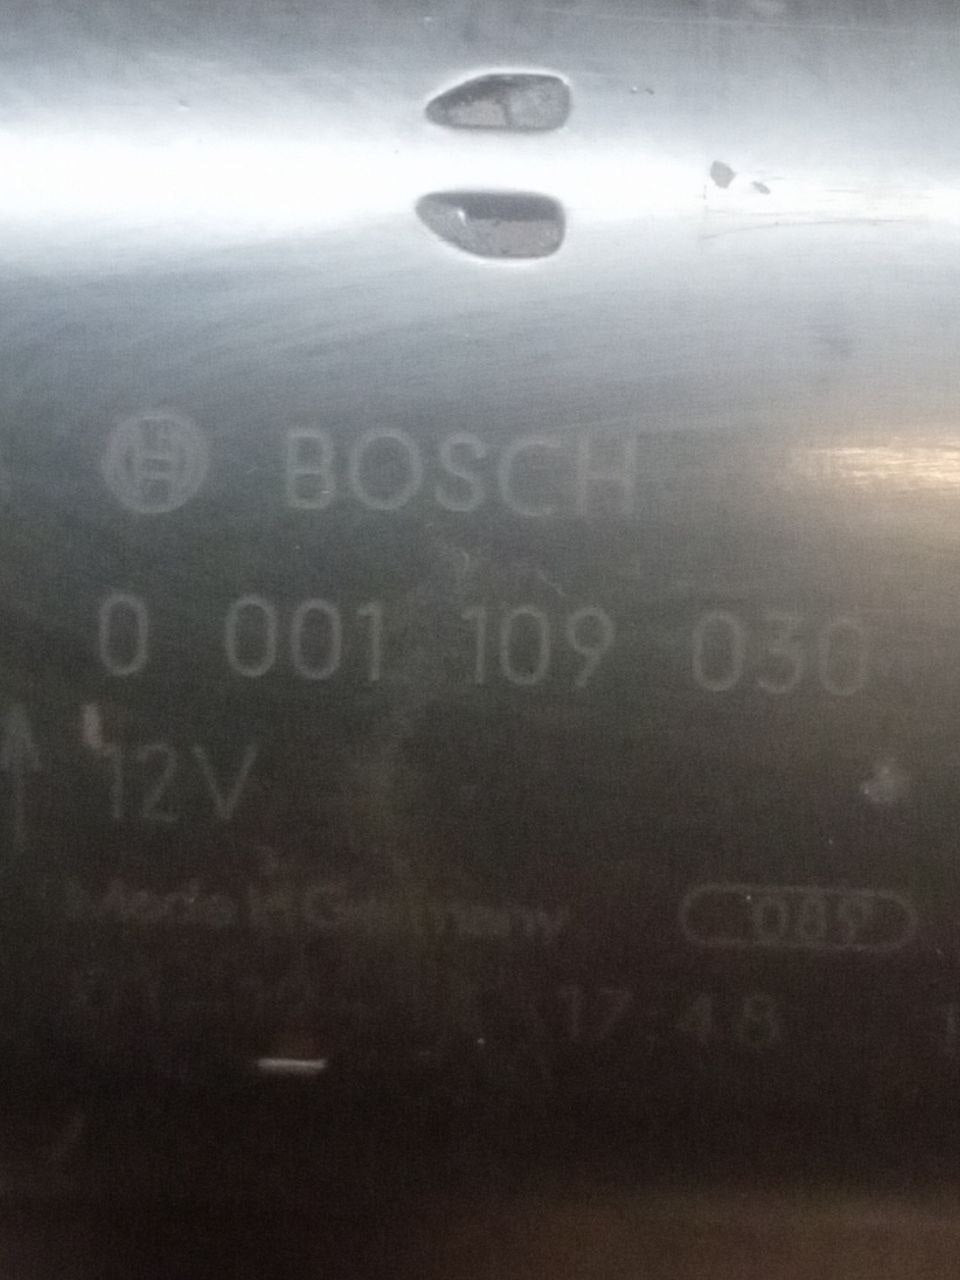 BOSCH
0 001 109 030
12V
Made in Germany
089
17.48